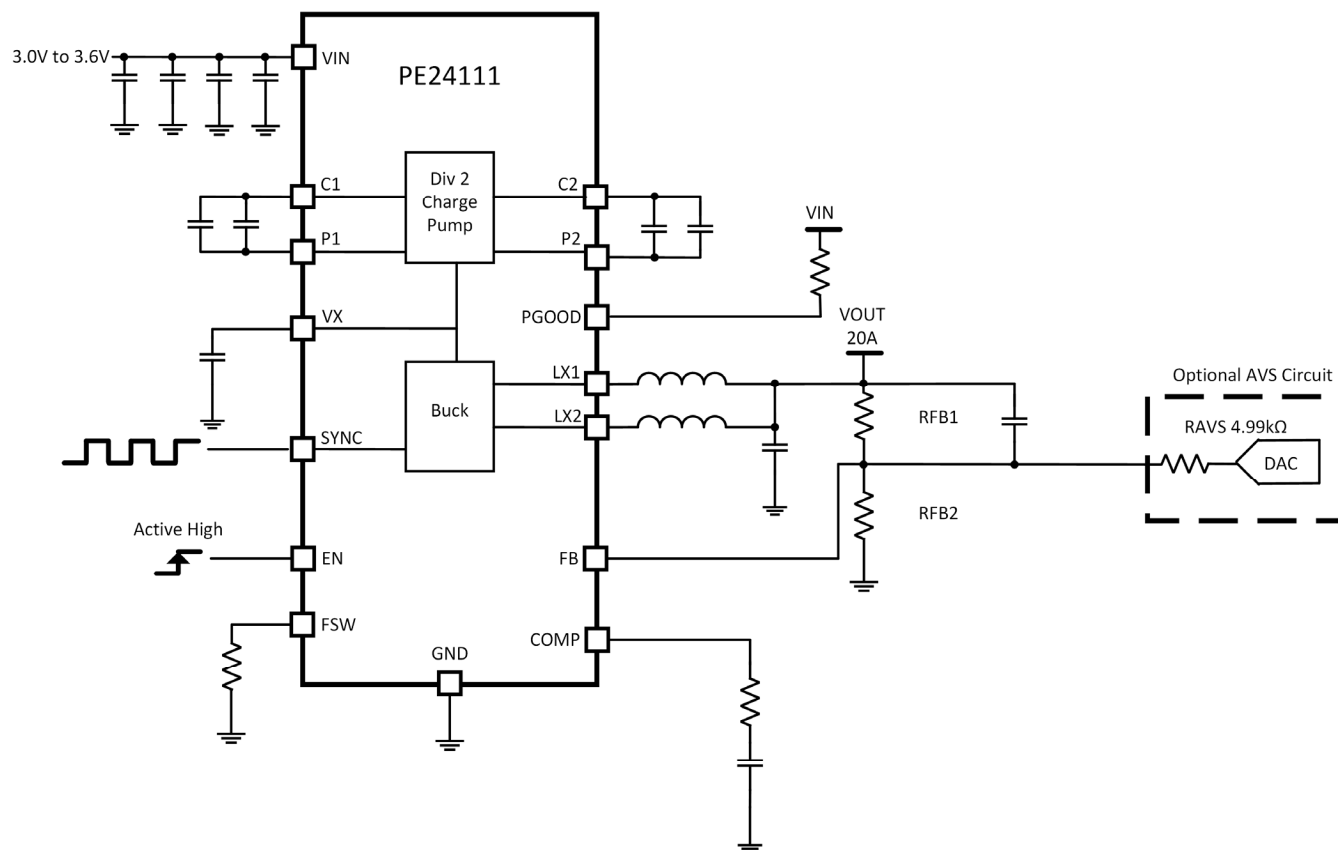 3.0V to 3.6V
VIN
PE24111
C1
Div 2
Charge
Pump
C2
VIN
P1
P2
VX
PGOOD
VOUT
20A
LX1
Buck
LX2
Optional AVS Circuit
RFB1
RAVS 4.99kΩ
DAC
SYNC
RFB2
Active High
EN
FB
FSW
GND
COMP